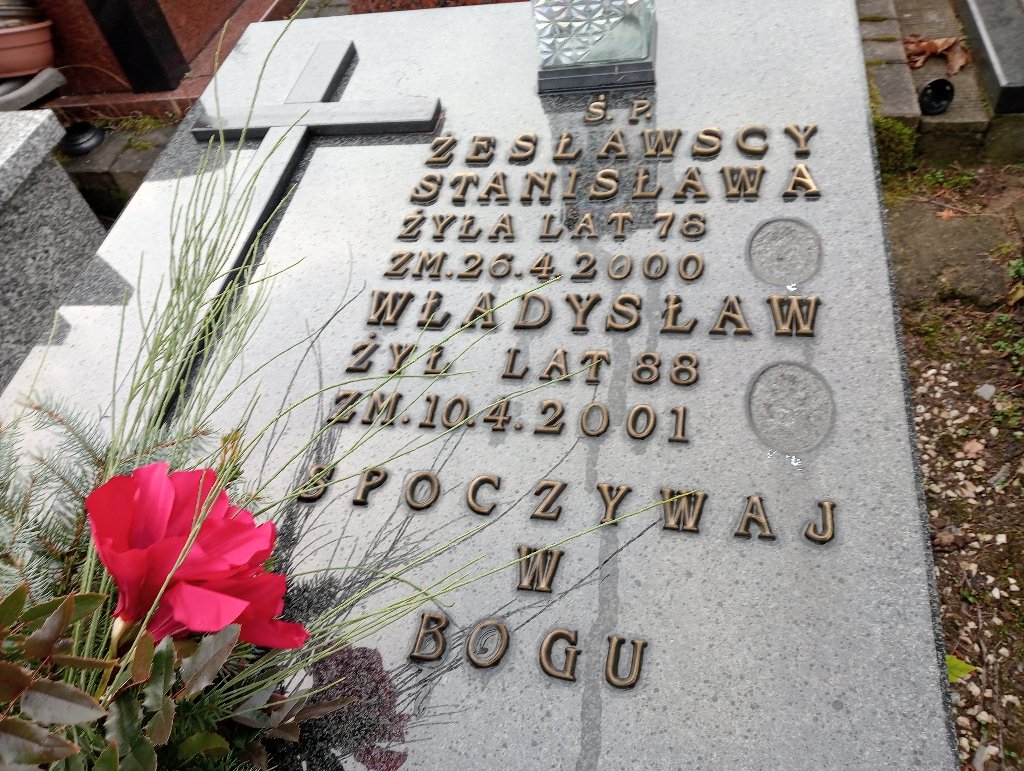 Ś. P.
ŻESŁAWSCY
STANISŁAWA
ŻYŁA LAT 78
ZM. 26.4.2000
WŁADYSŁAW
ŻYŁ LAT 88
ZM. 10.4.2001
SPOCZYWAJ
W
BOGU